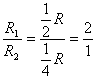 R₁/R₂ = (1/2 R)/(1/4 R) = 2/1